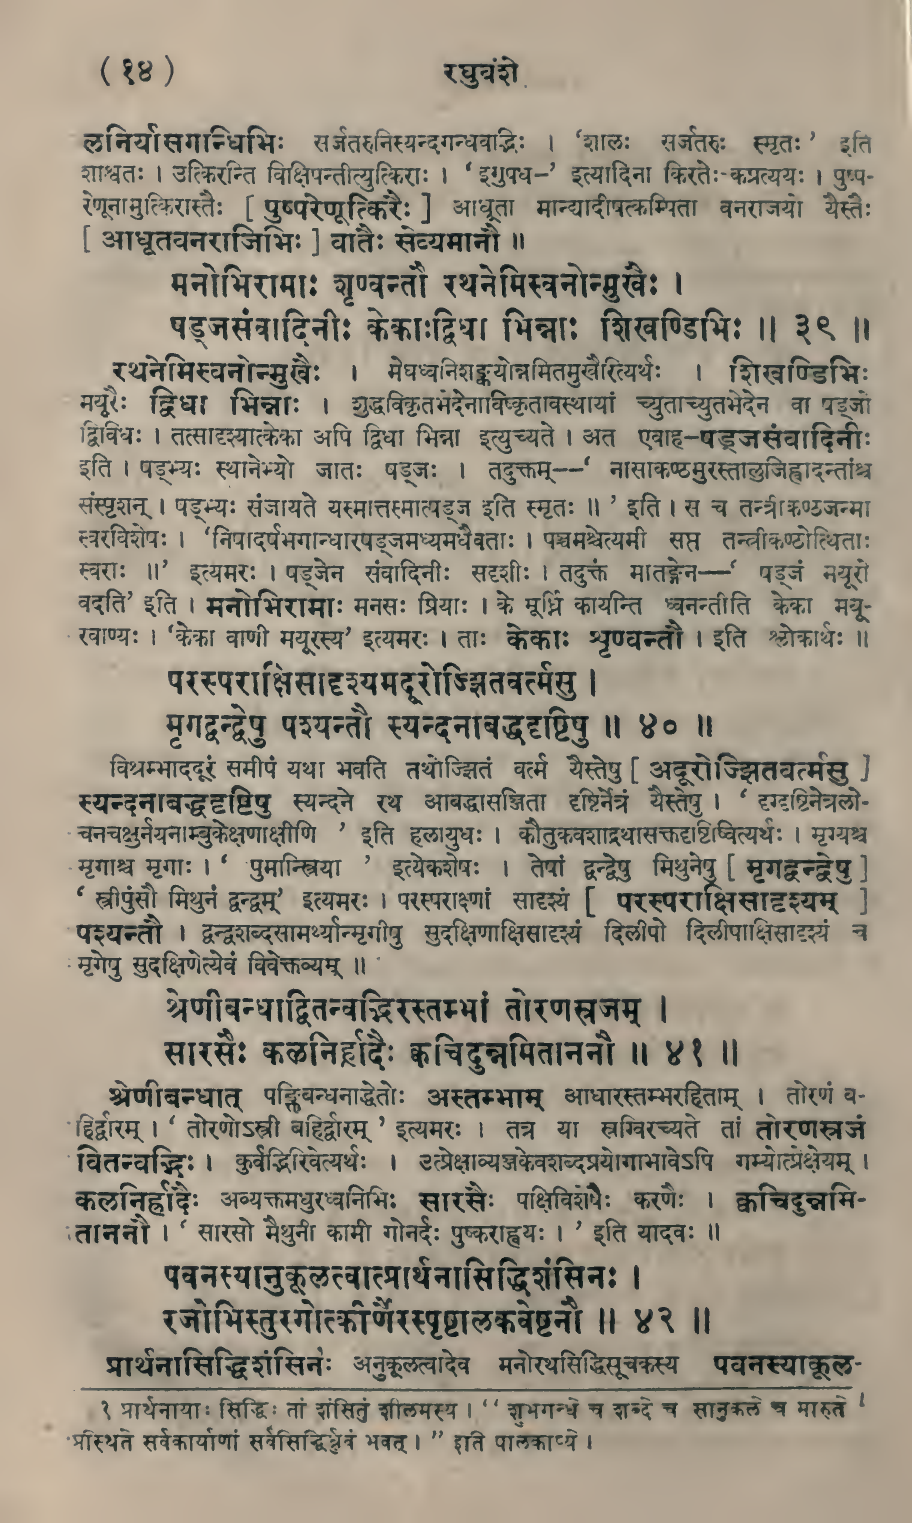 (१४) रघुवंशे
लनिर्यासगान्धिभिः सर्जतरुनिस्यन्दगन्धवाद्भिः । 'शालः सर्जतरुः स्मृतः' इति
शाश्वतः । उत्किरन्ति विक्षिपन्तीत्युत्किराः । 'इगुपध-' इत्यादिना किरतेः-कप्रत्ययः । पुष्प-
रेणूनामुत्किरास्तैः [ पुष्परेणूत्किरैः ] आधूता मान्द्यादीषत्कम्पिता वनराजयो यैस्तैः
[ आधूतवनराजिभिः ] वातैः सेव्यमानौ ॥
मनोभिरामाः शृण्वन्तौ रथनेमिस्वनोन्मुखैः ।
षड्जसंवादिनीः केकाःद्विधा भिन्नाः शिखण्डिभिः ॥ ३९ ॥
रथनेमिस्वनोन्मुखैः । मेघध्वनिशङ्कयोन्नमितमुखैरित्यर्थः । शिखण्डिभिः
मयूरैः द्विधा भिन्नाः । शुद्धविकृतभेदेनाविष्कृतावस्थायां च्युताच्युतभेदेन वा षड्जो
द्विविधः । तत्सादृश्यात्केका अपि द्विधा भिन्ना इत्युच्यते । अत एवाह-षड्जसंवादिनीः
इति । षड्भ्यः स्थानेभ्यो जातः षड्जः । तदुक्तम्--' नासाकण्ठमुरस्तालुजिह्वादन्तांश्च
संस्पृशन् । षड्भ्यः संजायते यस्मात्तस्मात्षड्ज इति स्मृतः ॥ ' इति । स च तन्त्रीकण्ठजन्मा
स्वरविशेषः । 'निषादर्षभगान्धारषड्जमध्यमधैवताः । पञ्चमश्चेत्यमी सप्त तन्त्रीकण्ठोत्थिताः
स्वराः ॥' इत्यमरः । षड्जेन संवादिनीः सदृशीः । तदुक्तं मातङ्गेन—' षड्जं मयूरो
वदति' इति । मनोभिरामाः मनसः प्रियाः । के मूर्ध्नि कायन्ति ध्वनन्तीति केका मयू-
रवाण्यः । 'केका वाणी मयूरस्य' इत्यमरः । ताः केकाः शृण्वन्तौ । इति श्लोकार्थः ॥
परस्पराक्षिसादृश्यमदूरोज्झितवर्त्मसु ।
मृगद्वन्द्वेषु पश्यन्तौ स्यन्दनाबद्धदृष्टिषु ॥ ४० ॥
विश्रम्भाददूरं समीपं यथा भवति तथोज्झितं वर्त्म यैस्तेषु [ अदूरोज्झितवर्त्मसु ]
स्यन्दनाबद्धदृष्टिषु स्यन्दने रथ आबद्धासञ्जिता दृष्टिर्नेत्रं यैस्तेषु । ' दृग्दृष्टिनेत्रलो-
चनचक्षुर्नयनाम्बुकेक्षणाक्षीणि ' इति हलायुधः । कौतुकवशाद्रथासक्तदृष्टिष्वित्यर्थः । मृग्यश्च
मृगाश्च मृगाः । ' पुमान्स्त्रिया ' इत्येकशेषः । तेषां द्वन्द्वेषु मिथुनेषु [ मृगद्वन्द्वेषु ]
' स्त्रीपुंसौ मिथुनं द्वन्द्वम्' इत्यमरः । परस्पराक्ष्णां सादृश्यं [ परस्पराक्षिसादृश्यम् ]
पश्यन्तौ । द्वन्द्वशब्दसामर्थ्यान्मृगीषु सुदक्षिणाक्षिसादृश्यं दिलीपो दिलीपाक्षिसादृश्यं च
मृगेषु सुदक्षिणेत्येवं विवेक्तव्यम् ॥
श्रेणीबन्धाद्वितन्वद्भिरस्तम्भां तोरणस्रजम् ।
सारसैः कलनिर्ह्रादैः क्वचिदुन्नमिताननौ ॥ ४१ ॥
श्रेणीबन्धात् पङ्क्तिबन्धनाद्धेतोः अस्तम्भाम् आधारस्तम्भरहिताम् । तोरणं ब-
हिर्द्वारम् । ' तोरणोऽस्त्री बहिर्द्वारम् ' इत्यमरः । तत्र या स्रग्विरच्यते तां तोरणस्रजं
वितन्वद्भिः । कुर्वद्भिरिवेत्यर्थः । उत्प्रेक्षाव्यञ्जकेवशब्दप्रयोगाभावेऽपि गम्योत्प्रेक्षेयम् ।
कलनिर्ह्रादैः अव्यक्तमधुरध्वनिभिः सारसैः पक्षिविशेषैः करणैः । क्वचिदुन्नमि-
ताननौ । ' सारसो मैथुनी कामी गोनर्दः पुष्कराह्वयः । ' इति यादवः ॥
पवनस्यानुकूलत्वात्प्रार्थनासिद्धिशंसिनः ।
रजोभिस्तुरगोत्कीर्णैरस्पृष्टालकवेष्टनौ ॥ ४२ ॥
प्रार्थनासिद्धिशंसिनः अनुकूलत्वादेव मनोरथसिद्धिसूचकस्य पवनस्याकूल-
१ प्रार्थनायाः सिद्धिः तां शंसितुं शीलमस्य । '' शुभगन्धे च शब्दे च सानुकूले च मारुते '
प्रस्थिते सर्वकार्याणां सर्वसिद्धिर्ध्रुवं भवेत् । '' इति पालकाप्ये ।